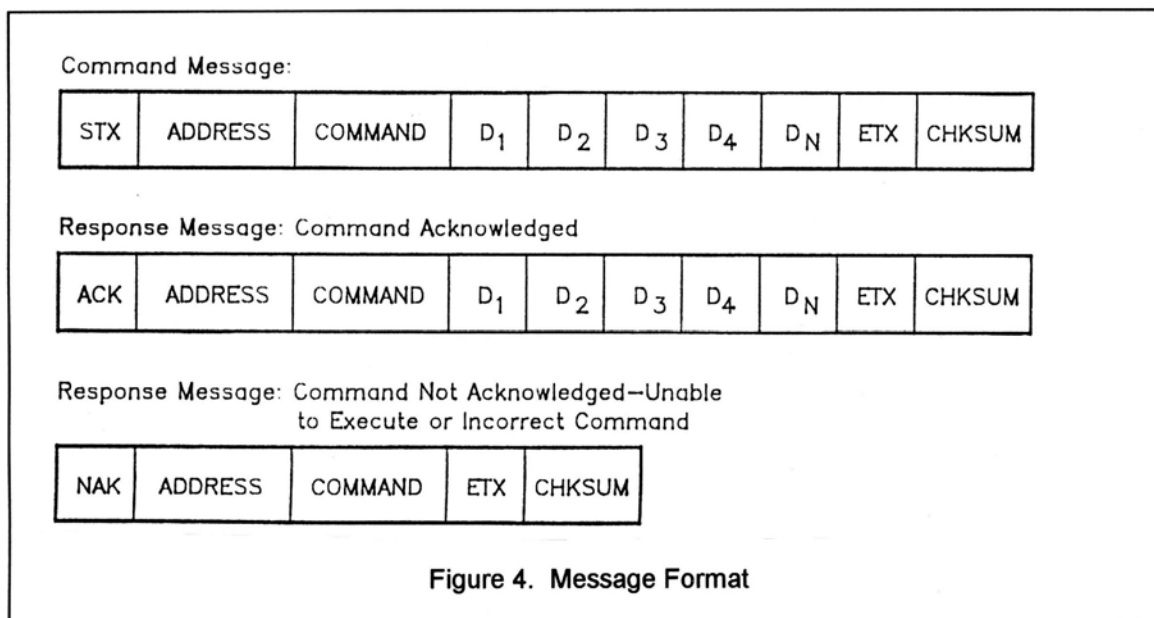 Command Message:
STX ADDRESS COMMAND D₁ D₂ D₃ D₄ D_N ETX CHKSUM
Response Message: Command Acknowledged
ACK ADDRESS COMMAND D₁ D₂ D₃ D₄ D_N ETX CHKSUM
Response Message: Command Not Acknowledged–Unable
to Execute or Incorrect Command
NAK ADDRESS COMMAND ETX CHKSUM
Figure 4. Message Format